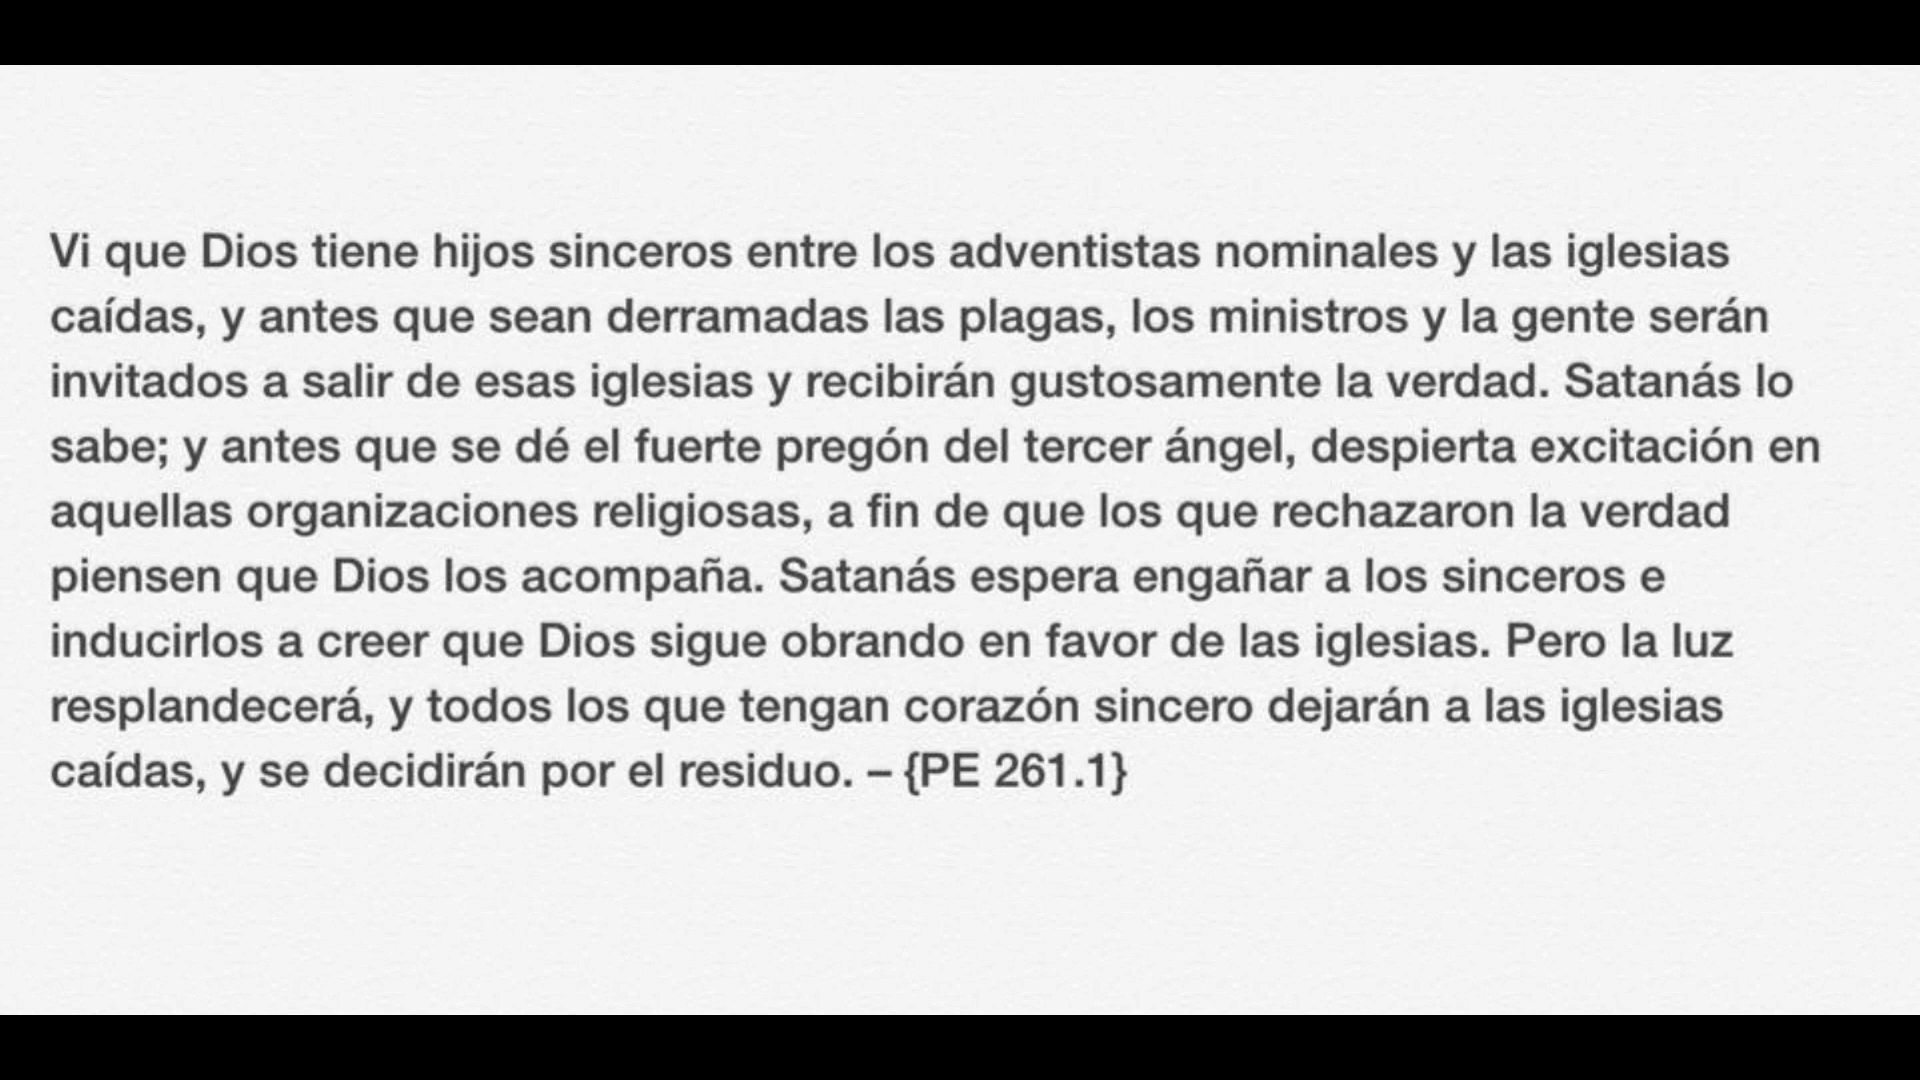 Vi que Dios tiene hijos sinceros entre los adventistas nominales y las iglesias
caídas, y antes que sean derramadas las plagas, los ministros y la gente serán
invitados a salir de esas iglesias y recibirán gustosamente la verdad. Satanás lo
sabe; y antes que se dé el fuerte pregón del tercer ángel, despierta excitación en
aquellas organizaciones religiosas, a fin de que los que rechazaron la verdad
piensen que Dios los acompaña. Satanás espera engañar a los sinceros e
inducirlos a creer que Dios sigue obrando en favor de las iglesias. Pero la luz
resplandecerá, y todos los que tengan corazón sincero dejarán a las iglesias
caídas, y se decidirán por el residuo. – {PE 261.1}